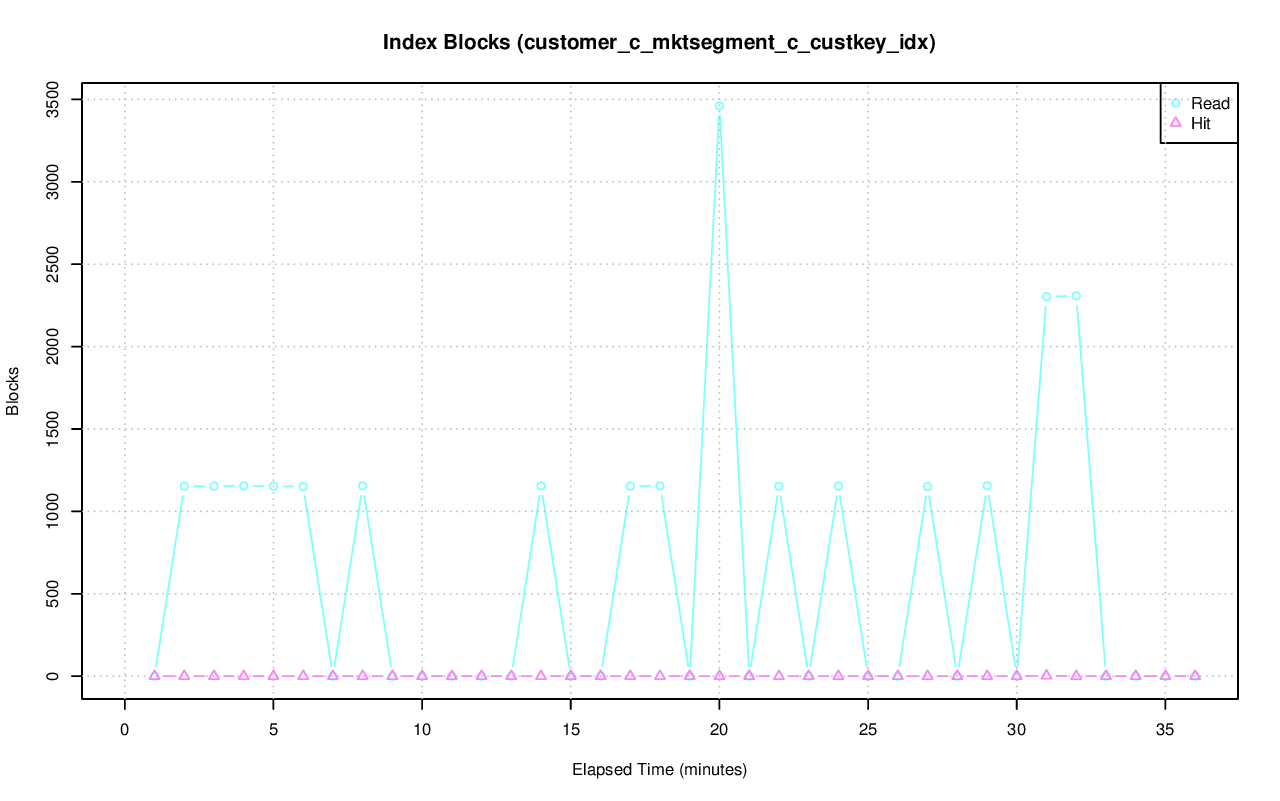 Index Blocks (customer_c_mktsegment_c_custkey_idx)
Read
Hit
Blocks
3500
3000
2500
2000
1500
1000
500
0
0 5 10 15 20 25 30 35
Elapsed Time (minutes)